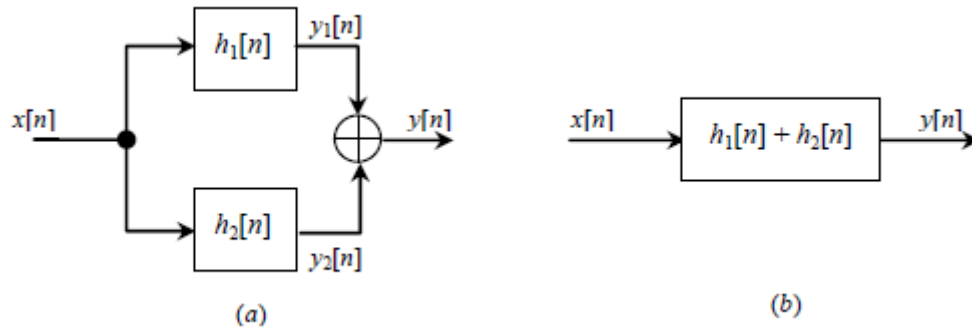 y₁[n]
h₁[n]
x[n]
y[n]
h₂[n]
y₂[n]
(a)
x[n]
h₁[n] + h₂[n]
y[n]
(b)